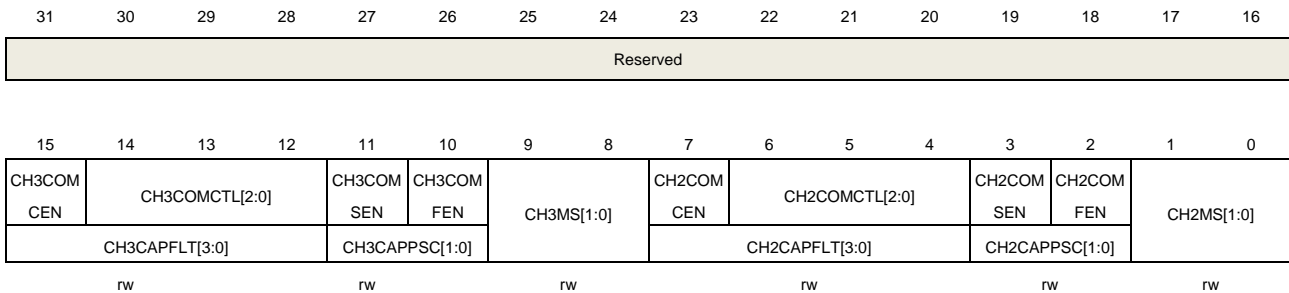 31 30 29 28 27 26 25 24 23 22 21 20 19 18 17 16
Reserved
15 14 13 12 11 10 9 8 7 6 5 4 3 2 1 0
CH3COM CEN CH3COMCTL[2:0] CH3COM SEN CH3COM FEN CH3MS[1:0] CH2COM CEN CH2COMCTL[2:0] CH2COM SEN CH2COM FEN CH2MS[1:0]
CH3CAPFLT[3:0] CH3CAPPSC[1:0] CH2CAPFLT[3:0] CH2CAPPSC[1:0]
rw rw rw rw rw rw